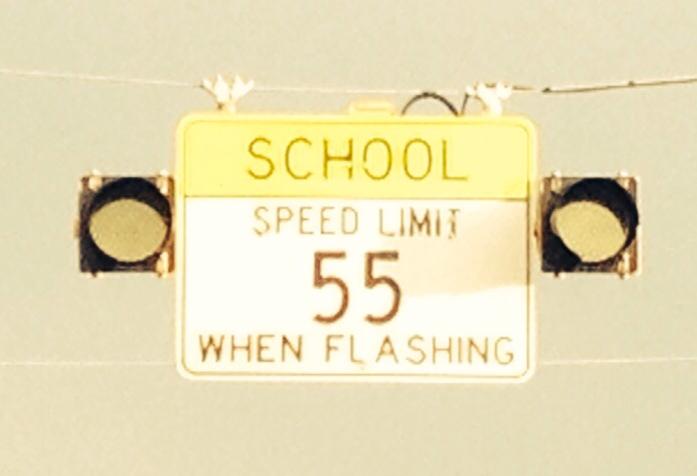 SCHOOL
SPEED LIMIT
55
WHEN FLASHING